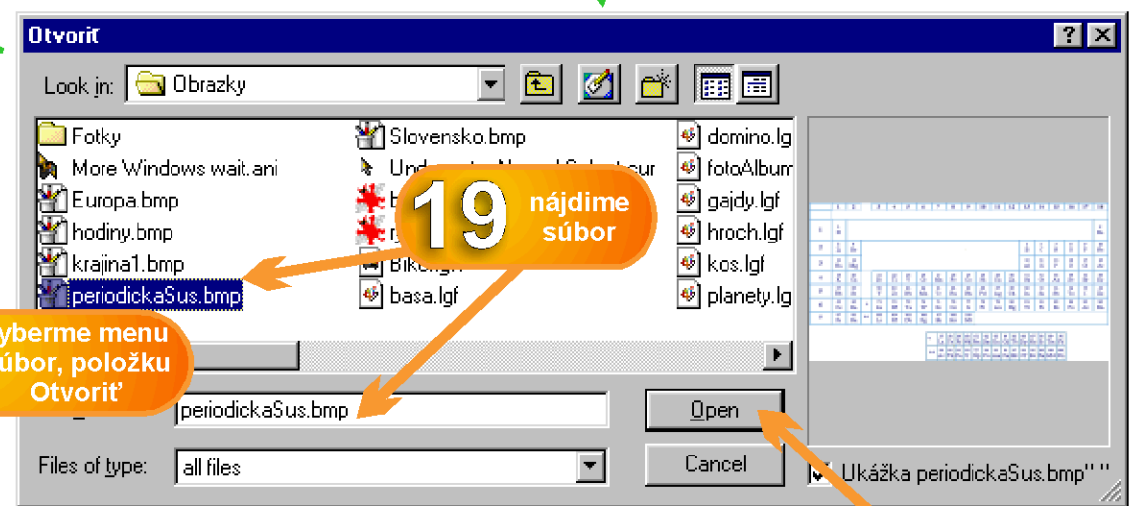 Otvoriť
Look in: Obrazky
Fotky
More Windows wait.ani
Europa.bmp
hodiny.bmp
krajina1.bmp
periodickaSus.bmp
Slovensko.bmp
basa.lgf
domino.lg
fotoAlbum
gajdy.lgf
hroch.lgf
kos.lgf
planety.lg
19 nájdime
súbor
yberme menu
úbor, položku
Otvoriť
periodickaSus.bmp
Open
Files of type: all files
Cancel
Ukážka periodickaSus.bmp" "